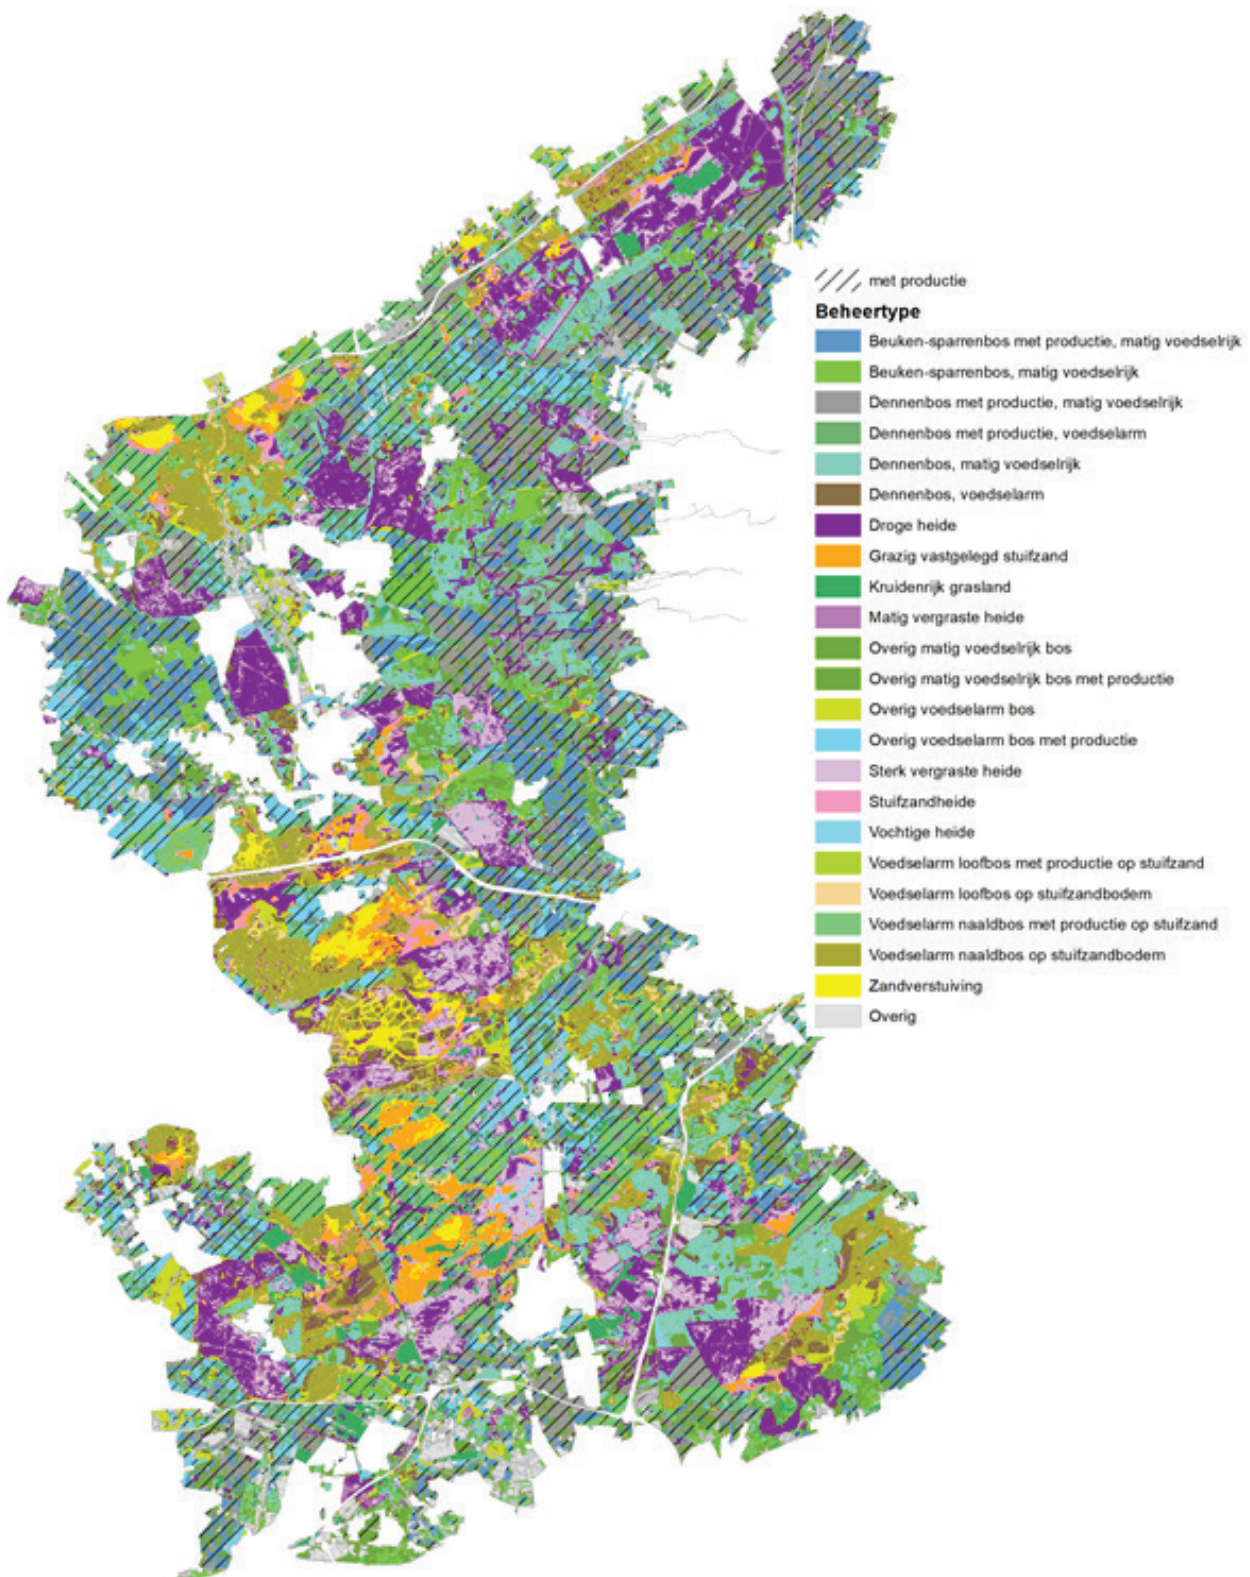 met productie
Beheertype
Beuken-sparrenbos met productie, matig voedselrijk
Beuken-sparrenbos, matig voedselrijk
Dennenbos met productie, matig voedselrijk
Dennenbos met productie, voedselarm
Dennenbos, matig voedselrijk
Dennenbos, voedselarm
Droge heide
Grazig vastgelegd stuifzand
Kruidenrijk grasland
Matig vergraste heide
Overig matig voedselrijk bos
Overig matig voedselrijk bos met productie
Overig voedselarm bos
Overig voedselarm bos met productie
Sterk vergraste heide
Stuifzandheide
Vochtige heide
Voedselarm loofbos met productie op stuifzand
Voedselarm loofbos op stuifzandbodem
Voedselarm naaldbos met productie op stuifzand
Voedselarm naaldbos op stuifzandbodem
Zandverstuiving
Overig